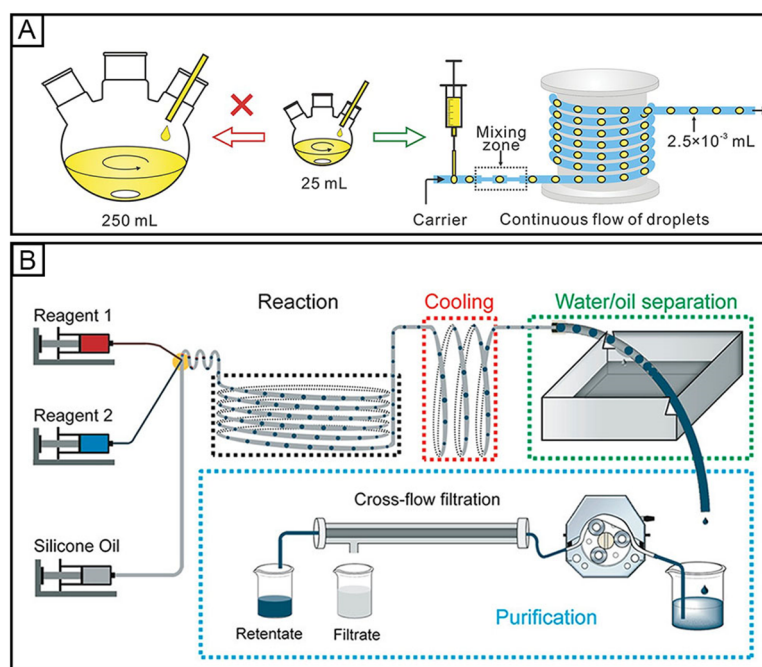 A
250 mL
25 mL
Mixing
zone
Carrier
2.5×10⁻³ mL
Continuous flow of droplets
B
Reagent 1
Reagent 2
Silicone Oil
Reaction
Cooling
Water/oil separation
Cross-flow filtration
Retentate
Filtrate
Purification